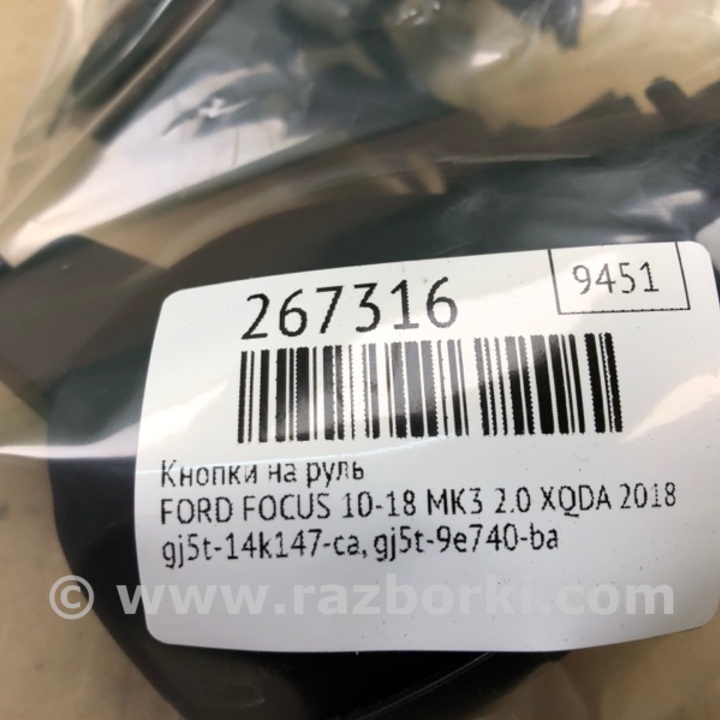 9451
267316
Кнопки на руль
FORD FOCUS 10-18 MK3 2.0 XQDA 2018
gj5t-14k147-ca, gj5t-9e740-ba
© www.razborki.com